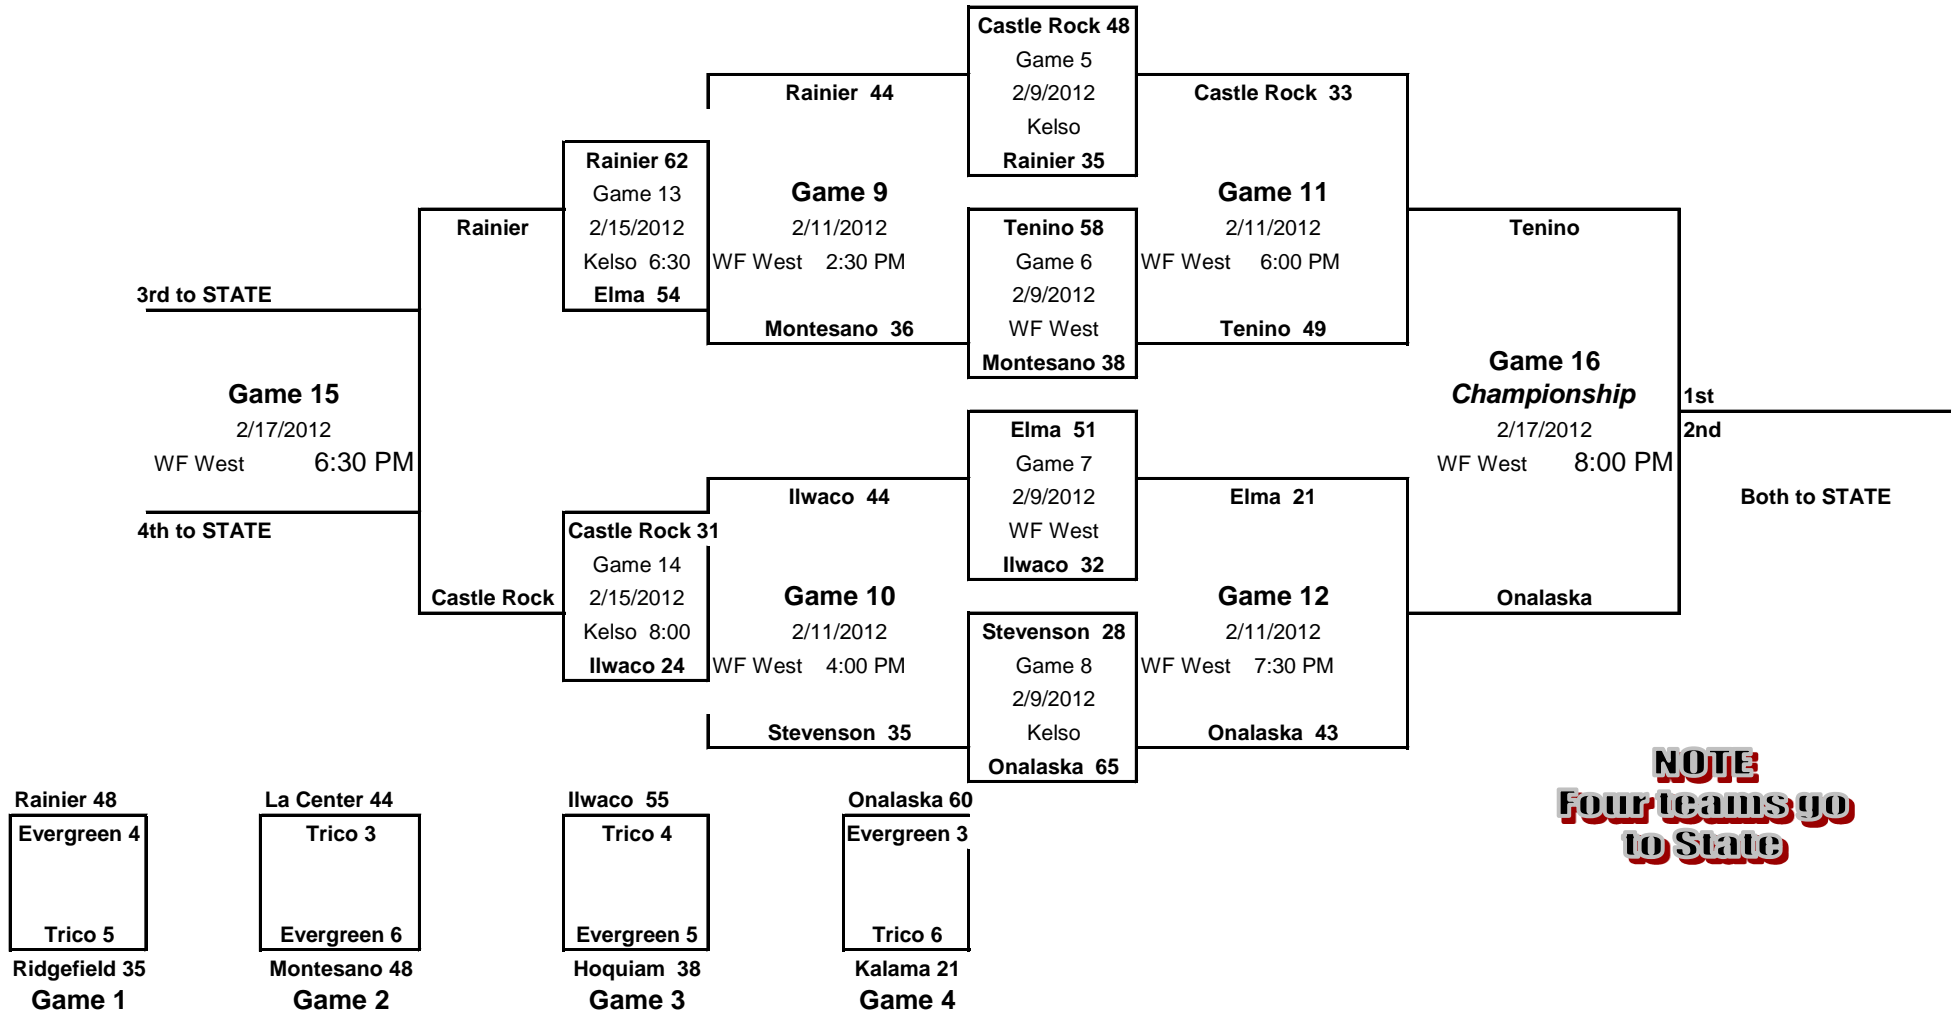 Castle Rock 48
Game 5
2/9/2012
Kelso
Rainier 35
Rainier 44
Castle Rock 33
Rainier 62
Game 13
2/15/2012
Kelso 6:30
Elma 54
Game 9
2/11/2012
WF West 2:30 PM
Montesano 36
Tenino 58
Game 6
2/9/2012
WF West
Montesano 38
Game 11
2/11/2012
WF West 6:00 PM
Tenino 49
Rainier
Tenino
3rd to STATE
Game 15
2/17/2012
WF West 6:30 PM
4th to STATE
Game 16
Championship
2/17/2012
WF West 8:00 PM
1st
2nd
Both to STATE
Elma 51
Game 7
2/9/2012
WF West
Ilwaco 32
Ilwaco 44
Elma 21
Castle Rock 31
Game 14
2/15/2012
Kelso 8:00
Ilwaco 24
Castle Rock
Game 10
2/11/2012
WF West 4:00 PM
Stevenson 35
Stevenson 28
Game 8
2/9/2012
Kelso
Onalaska 65
Game 12
2/11/2012
WF West 7:30 PM
Onalaska 43
Onalaska
NOTE
Four teams go
to State
Rainier 48
Evergreen 4
Trico 5
Ridgefield 35
Game 1
La Center 44
Trico 3
Evergreen 6
Montesano 48
Game 2
Ilwaco 55
Trico 4
Evergreen 5
Hoquiam 38
Game 3
Onalaska 60
Evergreen 3
Trico 6
Kalama 21
Game 4